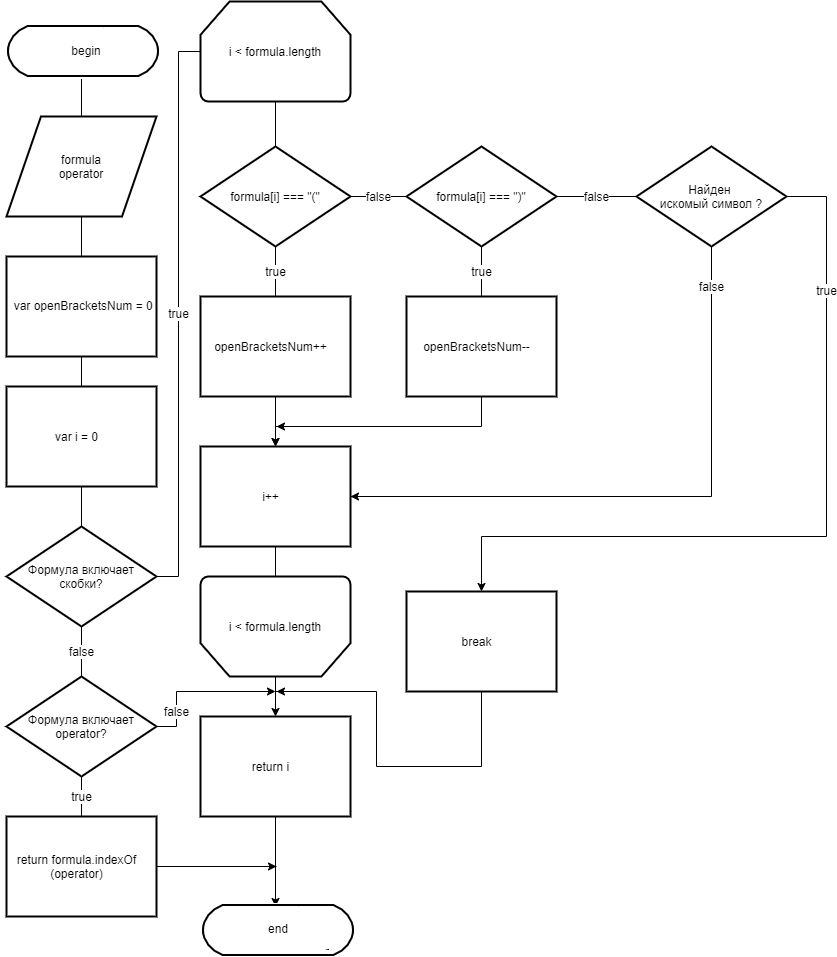 begin
formula
operator
var openBracketsNum = 0
var i = 0
Формула включает
скобки?
true
false
Формула включает
operator?
false
true
return formula.indexOf
(operator)
i < formula.length
formula[i] === "("
false
formula[i] === ")"
false
Найден
искомый символ ?
true
true
false
true
openBracketsNum++
openBracketsNum--
i++
i < formula.length
break
return i
end